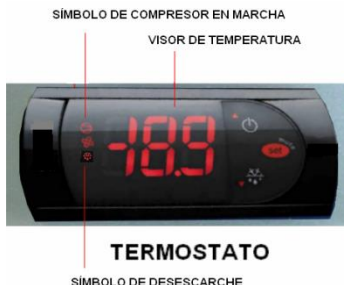 SÍMBOLO DE COMPRESOR EN MARCHA
VISOR DE TEMPERATURA
-18.9
set
TERMOSTATO
SÍMBOLO DE DESESCARCHE